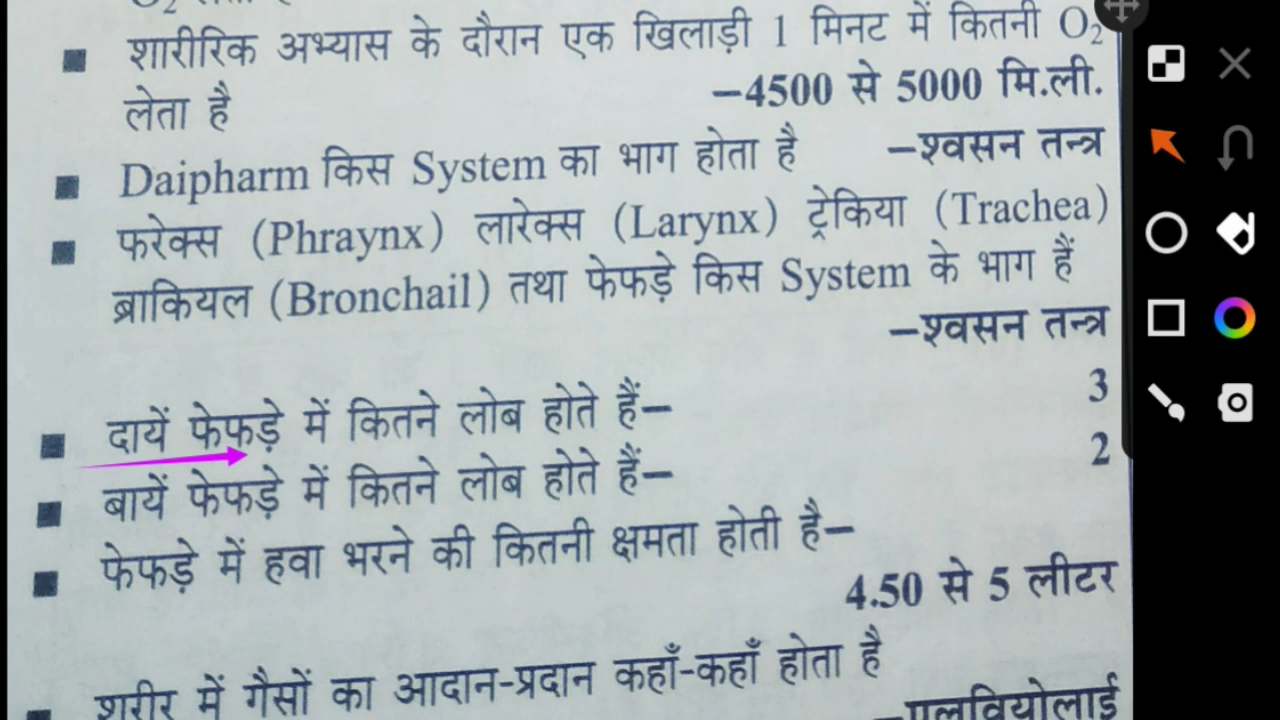 शारीरिक अभ्यास के दौरान एक खिलाड़ी 1 मिनट में कितनी O₂
लेता है –4500 से 5000 मि.ली.
Daipharm किस System का भाग होता है –श्वसन तन्त्र
फरेक्स (Phraynx) लारेक्स (Larynx) ट्रेकिया (Trachea)
ब्राकियल (Bronchail) तथा फेफड़े किस System के भाग हैं
–श्वसन तन्त्र
दायें फेफड़े में कितने लोब होते हैं– 3
बायें फेफड़े में कितने लोब होते हैं– 2
फेफड़े में हवा भरने की कितनी क्षमता होती है–
4.50 से 5 लीटर
शरीर में गैसों का आदान-प्रदान कहाँ-कहाँ होता है
–एलवियोलाई